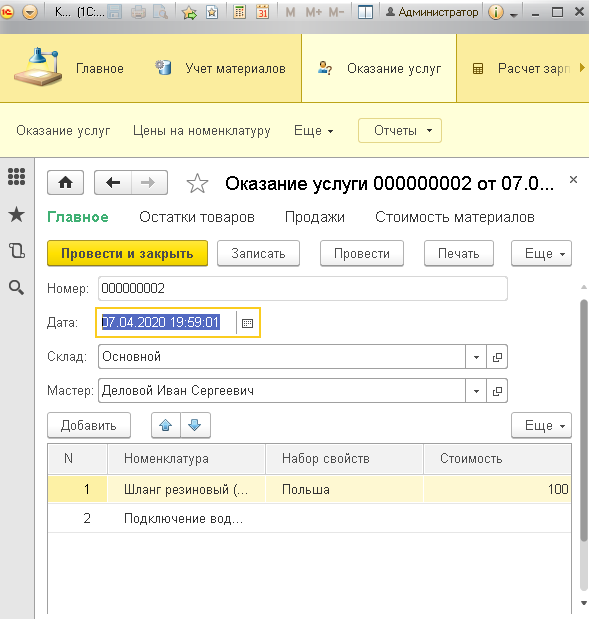 К... (1С:... M M+ M- Администратор
Главное Учет материалов Оказание услуг Расчет зарп
Оказание услуг Цены на номенклатуру Еще Отчеты
Оказание услуги 000000002 от 07.0...
Главное Остатки товаров Продажи Стоимость материалов
Провести и закрыть Записать Провести Печать Еще
Номер: 000000002
Дата: 07.04.2020 19:59:01
Склад: Основной
Мастер: Деловой Иван Сергеевич
Добавить Еще
N Номенклатура Набор свойств Стоимость
1 Шланг резиновый (... Польша 100
2 Подключение вод...